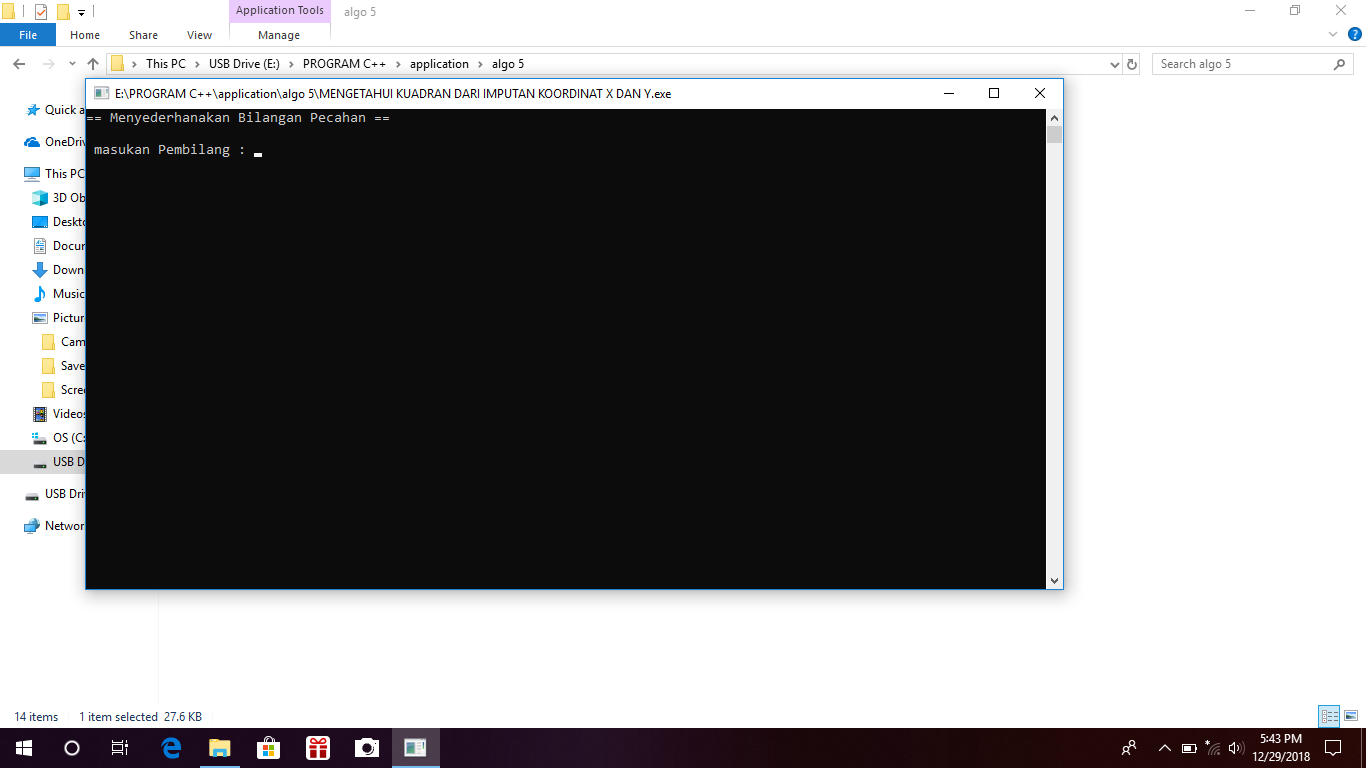 Application Tools
algo 5
File
Home
Share
View
Manage
This PC
USB Drive (E:)
PROGRAM C++
application
algo 5
Search algo 5
E:\PROGRAM C++\application\algo 5\MENGETAHUI KUADRAN DARI IMPUTAN KOORDINAT X DAN Y.exe
== Menyederhanakan Bilangan Pecahan ==
masukan Pembilang :
Quick a
OneDriv
This PC
3D Ob
Deskto
Docum
Down
Music
Pictur
Cam
Save
Scree
Videos
OS (C:
USB D
USB Driv
Networ
14 items
1 item selected 27.6 KB
5:43 PM
12/29/2018